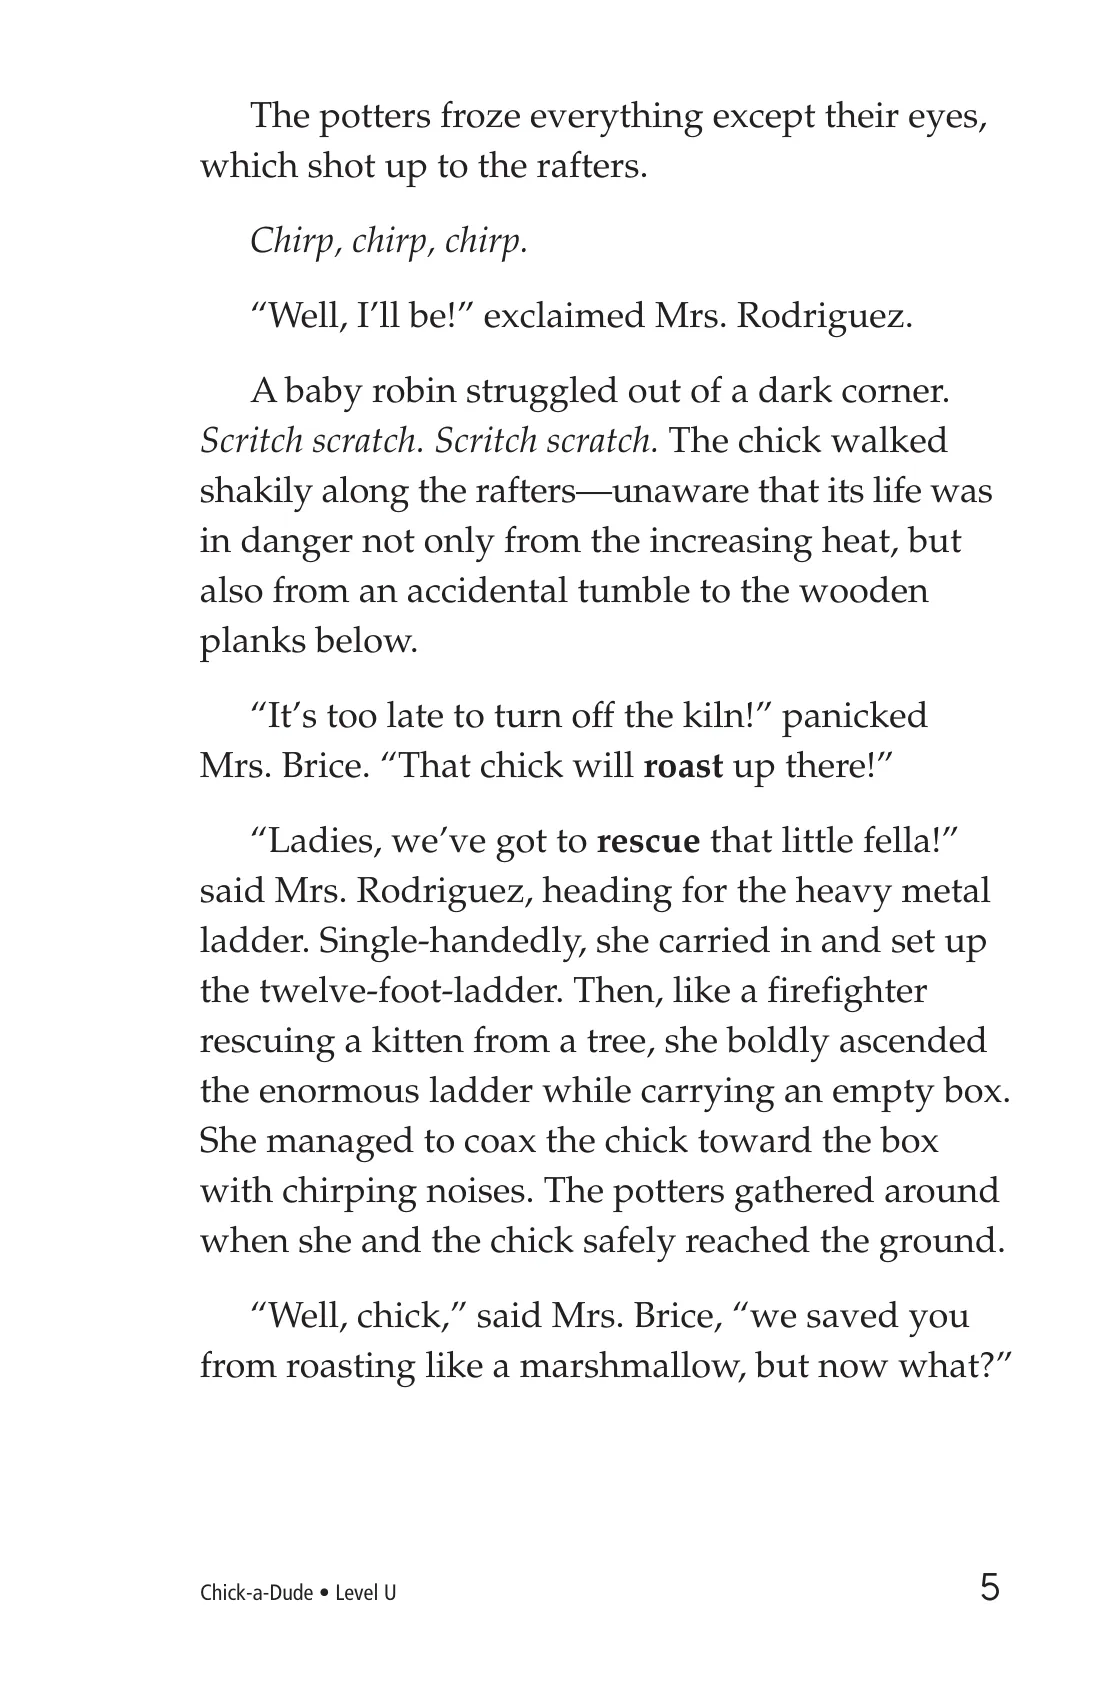 The potters froze everything except their eyes,
which shot up to the rafters.
Chirp, chirp, chirp.
“Well, I’ll be!” exclaimed Mrs. Rodriguez.
A baby robin struggled out of a dark corner.
Scritch scratch. Scritch scratch. The chick walked
shakily along the rafters—unaware that its life was
in danger not only from the increasing heat, but
also from an accidental tumble to the wooden
planks below.
“It’s too late to turn off the kiln!” panicked
Mrs. Brice. “That chick will roast up there!”
“Ladies, we’ve got to rescue that little fella!”
said Mrs. Rodriguez, heading for the heavy metal
ladder. Single-handedly, she carried in and set up
the twelve-foot-ladder. Then, like a firefighter
rescuing a kitten from a tree, she boldly ascended
the enormous ladder while carrying an empty box.
She managed to coax the chick toward the box
with chirping noises. The potters gathered around
when she and the chick safely reached the ground.
“Well, chick,” said Mrs. Brice, “we saved you
from roasting like a marshmallow, but now what?”
Chick-a-Dude • Level U 5